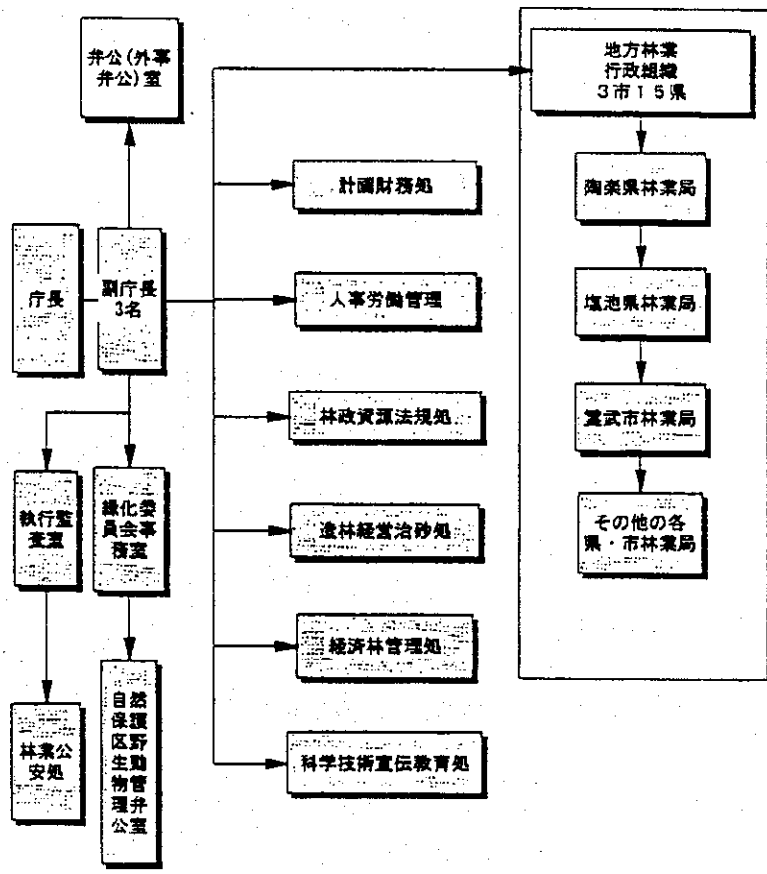 弁公(外事
弁公)室
地方林業
行政組織
3市15県
計画財務処
陶楽県林業局
庁長
副庁長
3名
人事労働管理
塩池県林業局
林政資源法規処
霊武市林業局
執行監
査室
緑化委
員会事
務室
造林経営治砂処
その他の各
県・市林業局
経済林管理処
林業公
安処
自然
保護
区野
生動
物管
理弁
公室
科学技術宣伝教育処